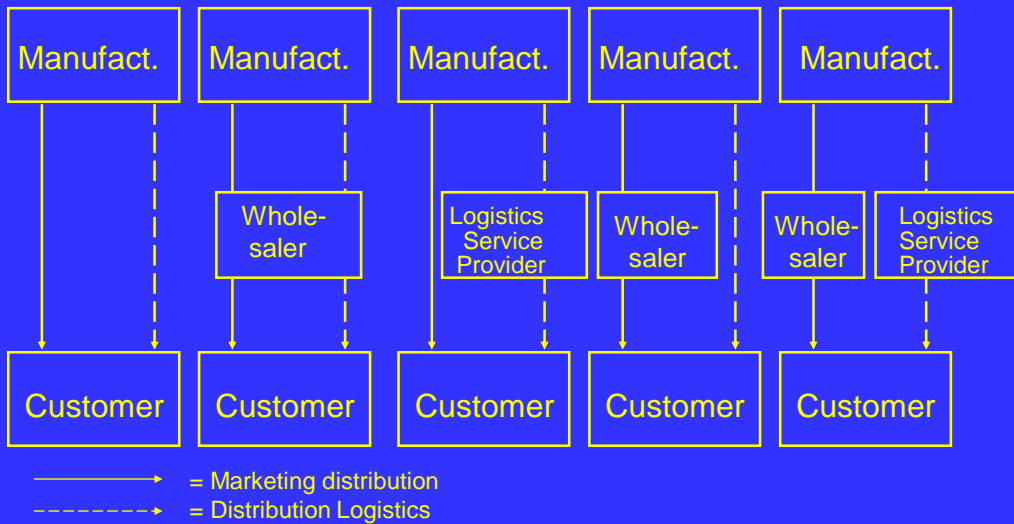 Manufact.
Manufact.
Manufact.
Manufact.
Manufact.
Whole-
saler
Logistics
Service
Provider
Whole-
saler
Whole-
saler
Logistics
Service
Provider
Customer
Customer
Customer
Customer
Customer
= Marketing distribution
= Distribution Logistics